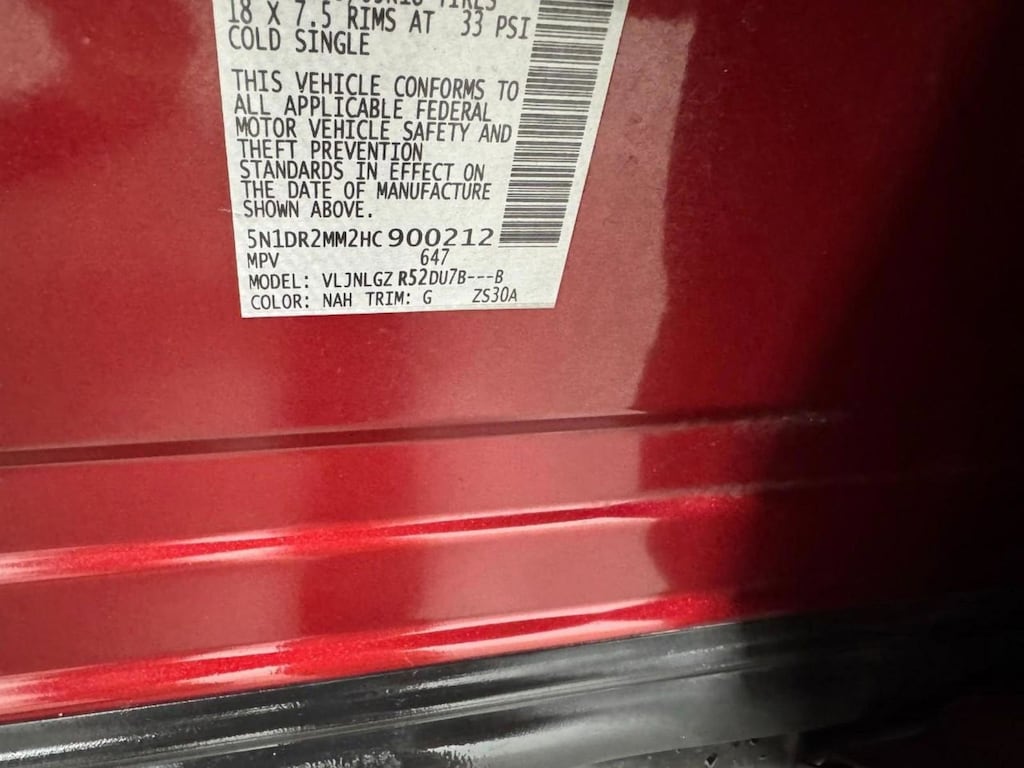 18 X 7.5 RIMS AT 33 PSI
COLD SINGLE
THIS VEHICLE CONFORMS TO
ALL APPLICABLE FEDERAL
MOTOR VEHICLE SAFETY AND
THEFT PREVENTION
STANDARDS IN EFFECT ON
THE DATE OF MANUFACTURE
SHOWN ABOVE.
5N1DR2MM2HC 900212
MPV 647
MODEL: VLJNLGZ R52DU7B---B
COLOR: NAH TRIM: G ZS30A